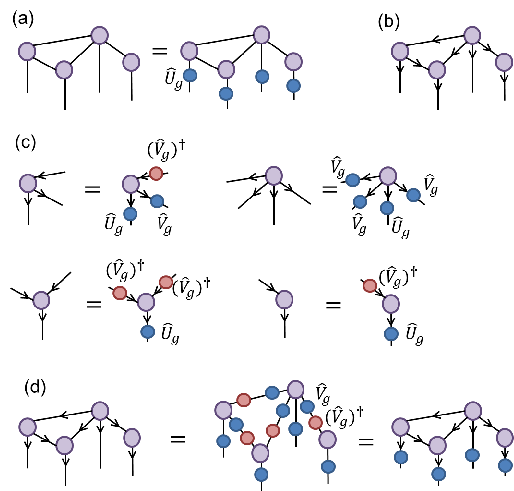 (a)
=
$\hat{U}_g$
(b)
(c)
=
$(\hat{V}_g)^\dagger$
$\hat{U}_g$ $\hat{V}_g$
=
$\hat{V}_g$
$\hat{V}_g$
$\hat{V}_g$ $\hat{U}_g$
=
$(\hat{V}_g)^\dagger$
$(\hat{V}_g)^\dagger$
$\hat{U}_g$
=
$(\hat{V}_g)^\dagger$
$\hat{U}_g$
(d)
=
$\hat{V}_g$
$(\hat{V}_g)^\dagger$
=